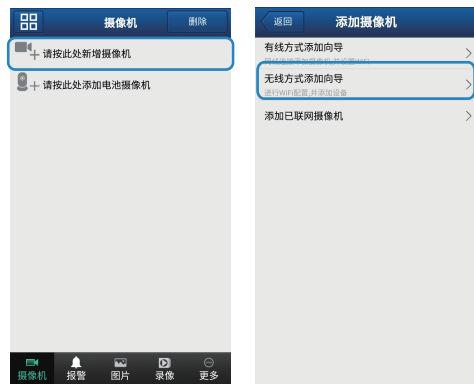 摄像机
删除
请按此处新增摄像机
请按此处添加电池摄像机
摄像机
报警
图片
录像
更多
返回
添加摄像机
有线方式添加向导
无线方式添加向导
进行WiFi配置,并添加设备
添加已联网摄像机